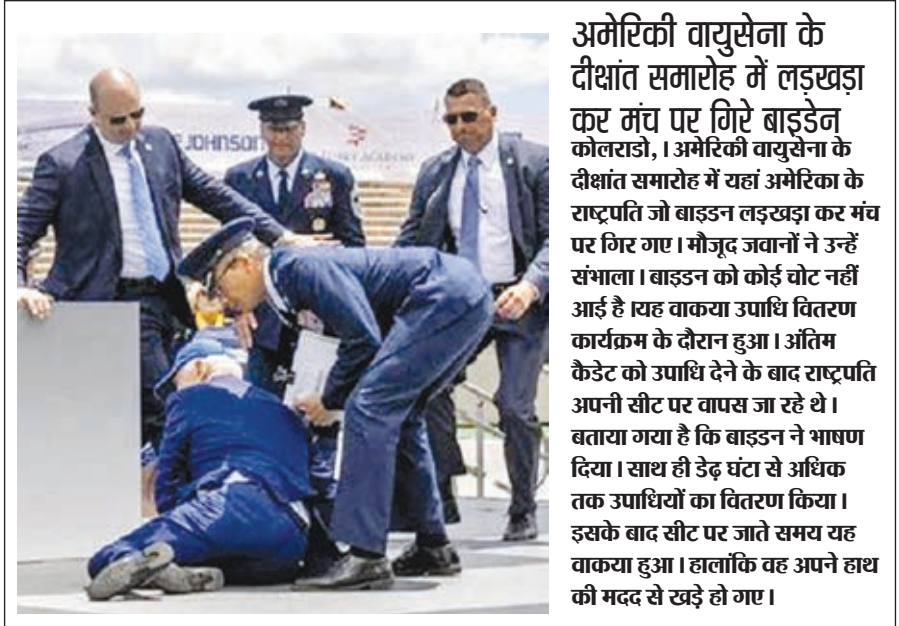 अमेरिकी वायुसेना के
दीक्षांत समारोह में लड़खड़ा
कर मंच पर गिरे बाइडेन
कोलराडो, । अमेरिकी वायुसेना के
दीक्षांत समारोह में यहां अमेरिका के
राष्ट्रपति जो बाइडन लड़खड़ा कर मंच
पर गिर गए। मौजूद जवानों ने उन्हें
संभाला। बाइडन को कोई चोट नहीं
आई है ।यह वाकया उपाधि वितरण
कार्यक्रम के दौरान हुआ। अंतिम
कैडेट को उपाधि देने के बाद राष्ट्रपति
अपनी सीट पर वापस जा रहे थे।
बताया गया है कि बाइडन ने भाषण
दिया। साथ ही डेढ़ घंटा से अधिक
तक उपाधियों का वितरण किया।
इसके बाद सीट पर जाते समय यह
वाकया हुआ। हालांकि वह अपने हाथ
की मदद से खड़े हो गए।
JOHNSON
ACADEMY